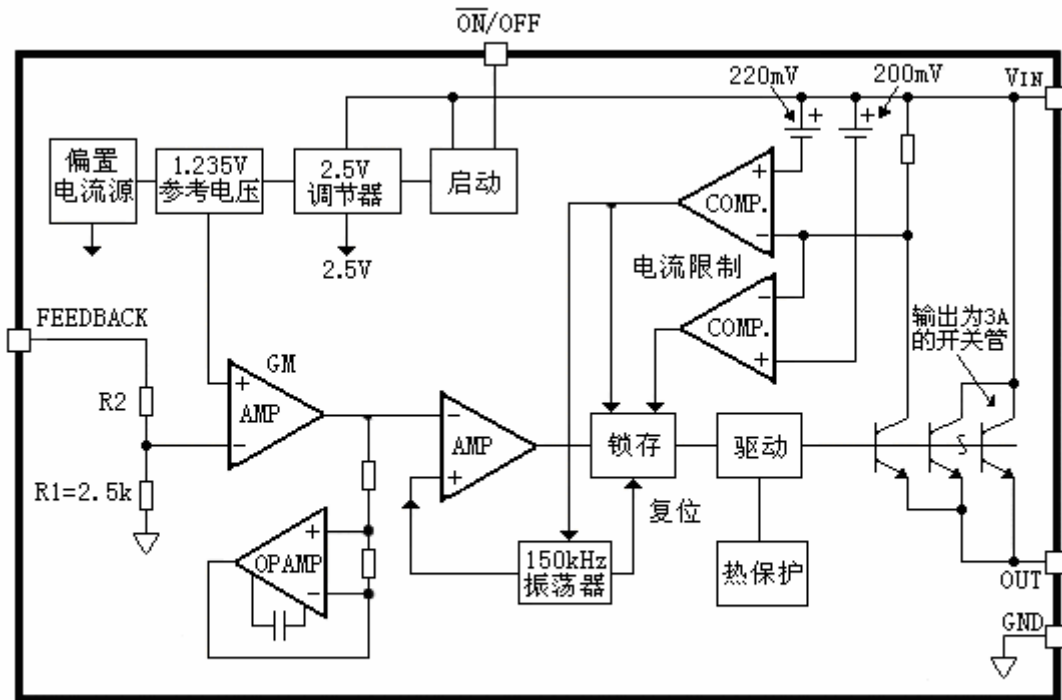 ON/OFF
220mV
200mV
VIN
+
+
偏置
电流源
1.235V
参考电压
2.5V
调节器
启动
2.5V
+
COMP.
−
电流限制
−
COMP.
+
输出为3A
的开关管
FEEDBACK
GM
+
AMP
−
R2
R1=2.5k
−
AMP
+
锁存
驱动
复位
+
OPAMP
−
150kHz
振荡器
热保护
OUT
GND